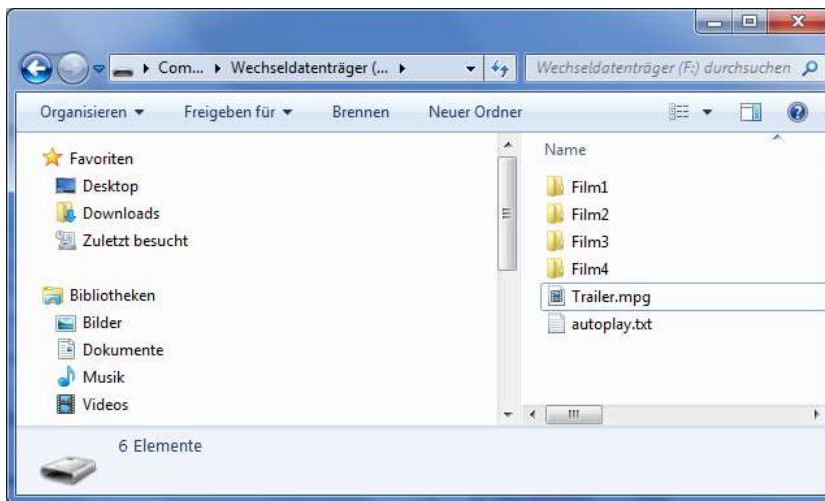 Com... Wechseldatenträger (... Wechseldatenträger (F:) durchsuchen
Organisieren Freigeben für Brennen Neuer Ordner
Favoriten
Desktop
Downloads
Zuletzt besucht
Bibliotheken
Bilder
Dokumente
Musik
Videos
Name
Film1
Film2
Film3
Film4
Trailer.mpg
autoplay.txt
6 Elemente